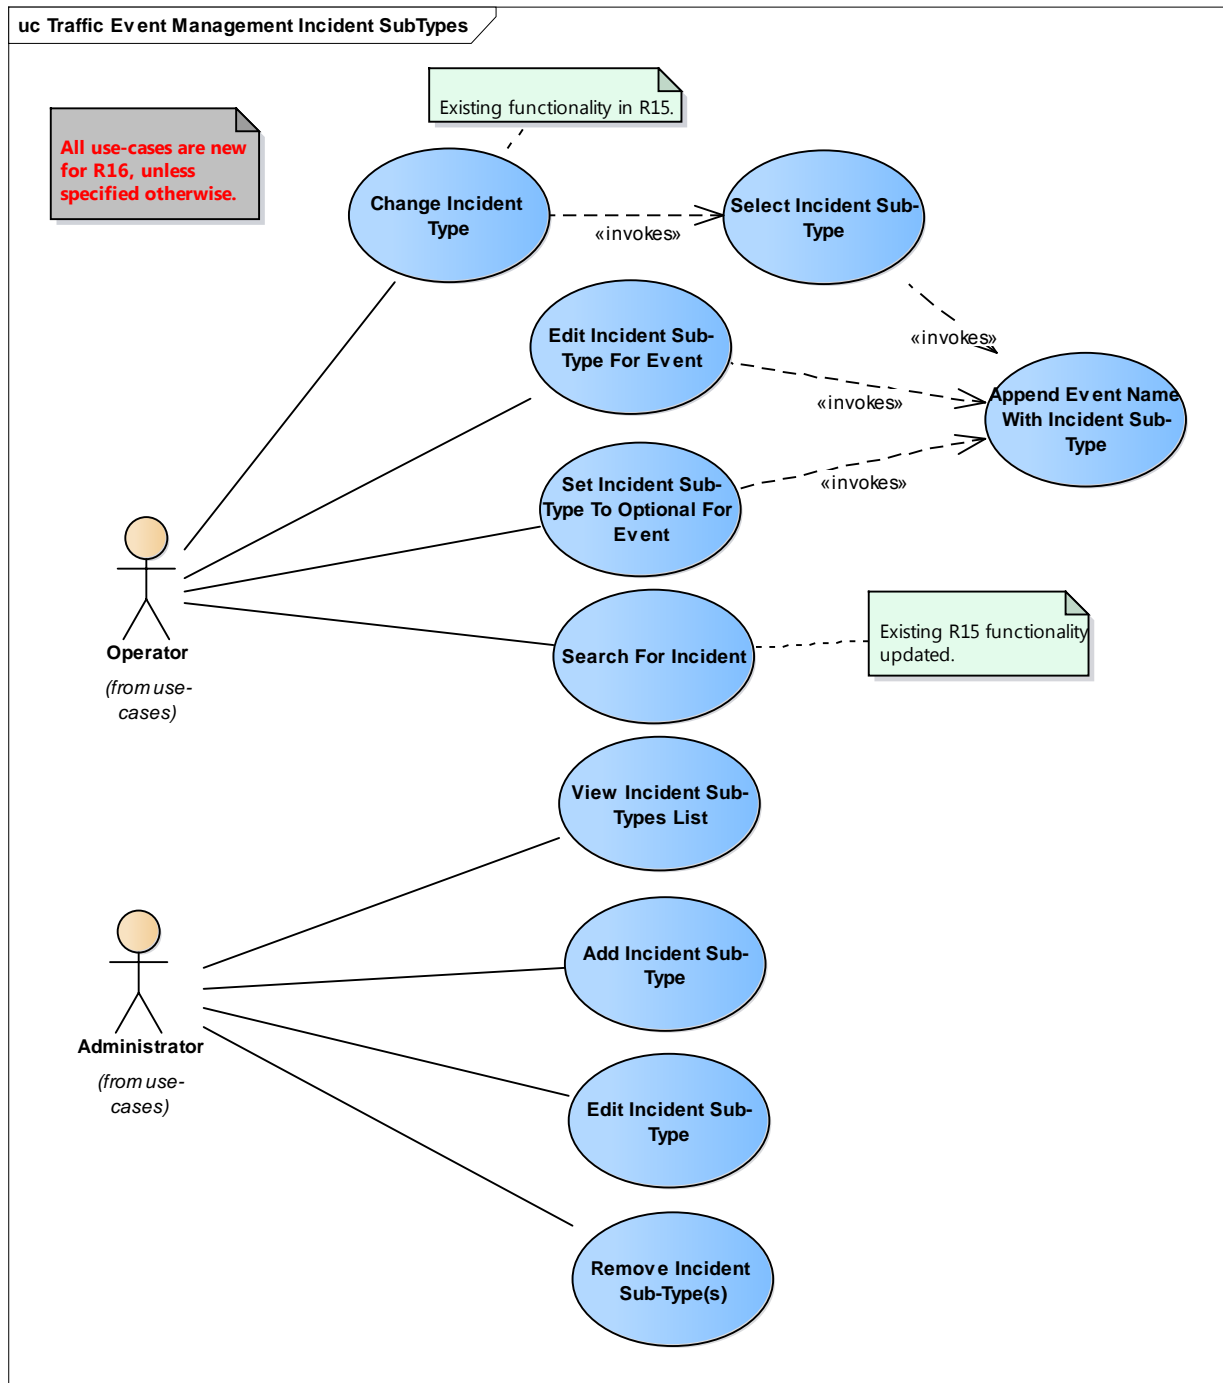 uc Traffic Event Management Incident SubTypes
Existing functionality in R15.
All use-cases are new
for R16, unless
specified otherwise.
Change Incident
Type
«invokes»
Select Incident Sub-
Type
«invokes»
Edit Incident Sub-
Type For Event
«invokes»
Append Event Name
With Incident Sub-
Type
Set Incident Sub-
Type To Optional For
Event
«invokes»
Operator
(from use-
cases)
Search For Incident
Existing R15 functionality
updated.
View Incident Sub-
Types List
Add Incident Sub-
Type
Administrator
(from use-
cases)
Edit Incident Sub-
Type
Remove Incident
Sub-Type(s)